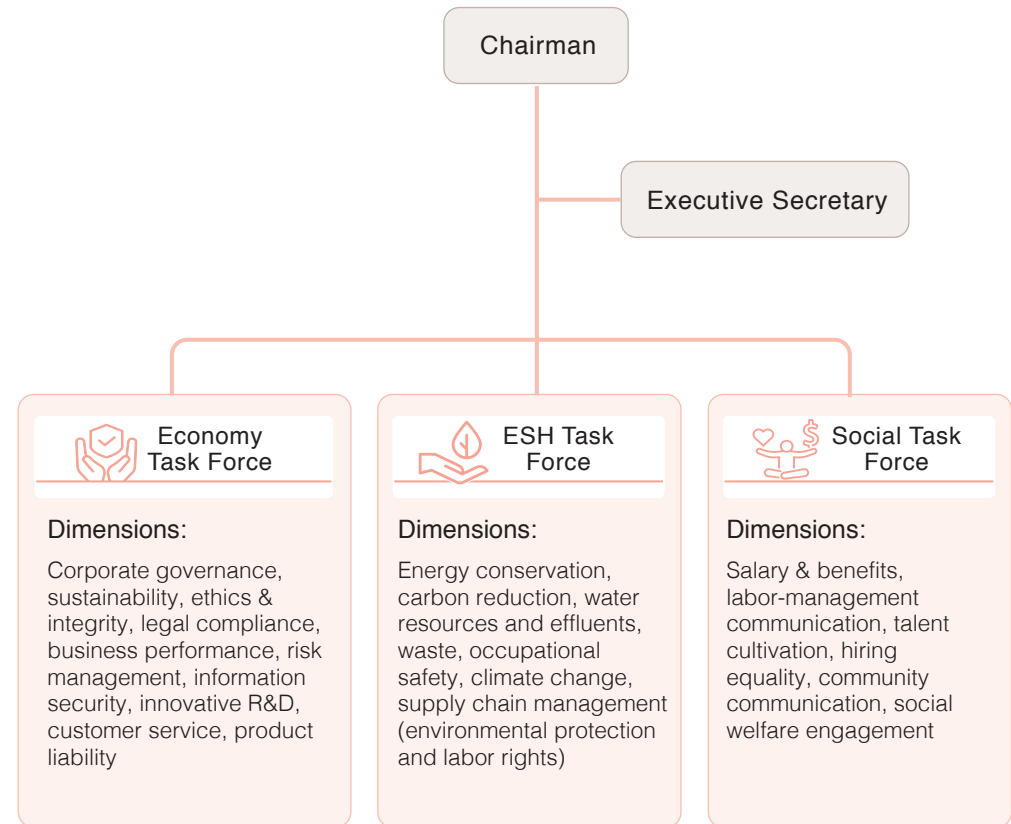 Chairman
Executive Secretary
Economy
Task Force
Dimensions:
Corporate governance,
sustainability, ethics &
integrity, legal compliance,
business performance, risk
management, information
security, innovative R&D,
customer service, product
liability
ESH Task
Force
Dimensions:
Energy conservation,
carbon reduction, water
resources and effluents,
waste, occupational
safety, climate change,
supply chain management
(environmental protection
and labor rights)
Social Task
Force
Dimensions:
Salary & benefits,
labor-management
communication, talent
cultivation, hiring
equality, community
communication, social
welfare engagement